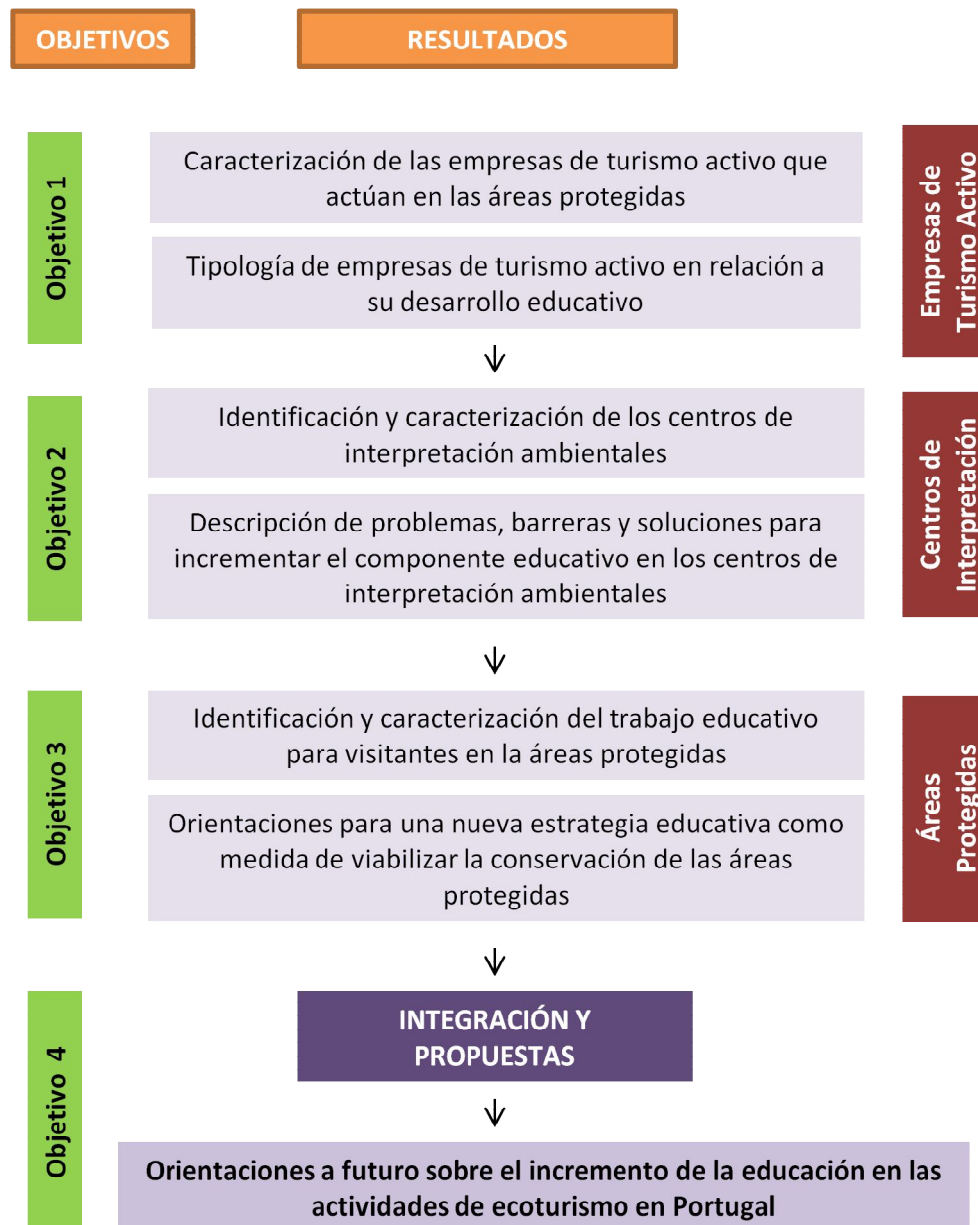 OBJETIVOS
RESULTADOS
Objetivo 1
Caracterización de las empresas de turismo activo que
actúan en las áreas protegidas
Tipología de empresas de turismo activo en relación a
su desarrollo educativo
Empresas de
Turismo Activo
Objetivo 2
Identificación y caracterización de los centros de
interpretación ambientales
Descripción de problemas, barreras y soluciones para
incrementar el componente educativo en los centros de
interpretación ambientales
Centros de
Interpretación
Objetivo 3
Identificación y caracterización del trabajo educativo
para visitantes en la áreas protegidas
Orientaciones para una nueva estrategia educativa como
medida de viabilizar la conservación de las áreas
protegidas
Áreas
Protegidas
Objetivo 4
INTEGRACIÓN Y
PROPUESTAS
Orientaciones a futuro sobre el incremento de la educación en las
actividades de ecoturismo en Portugal